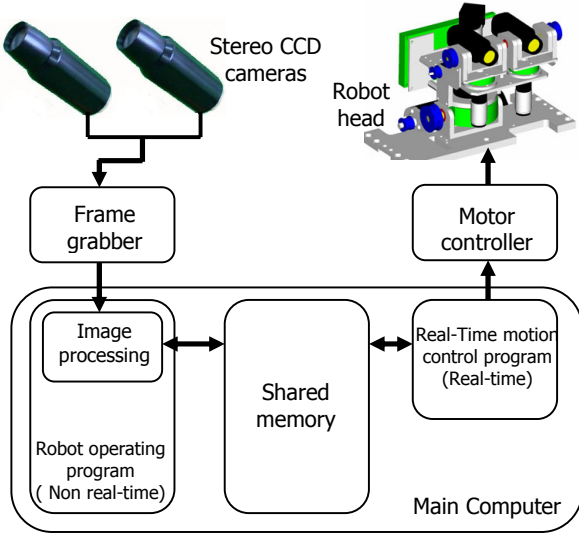 Stereo CCD
cameras
Robot
head
Frame
grabber
Motor
controller
Image
processing
Real-Time motion
control program
(Real-time)
Shared
memory
Robot operating
program
( Non real-time)
Main Computer